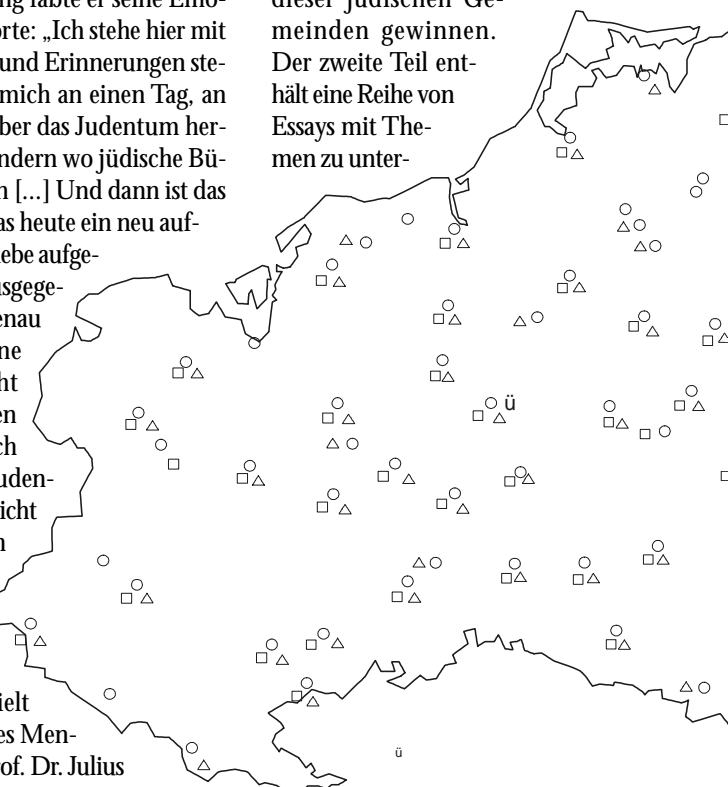 ng faßte er seine Emo-
orte: „Ich stehe hier mit
und Erinnerungen ste-
mich an einen Tag, an
ber das Judentum her-
ndern wo jüdische Bü-
n [...] Und dann ist das
as heute ein neu auf-
iebe aufge-
usgege-
enau
ne
ht
en
ch
uden-
icht
n
ielt
es Men-
rof. Dr. Julius
dieser jüdischen Ge-
meinden gewinnen.
Der zweite Teil ent-
hält eine Reihe von
Essays mit The-
men zu unter-
ü
ü